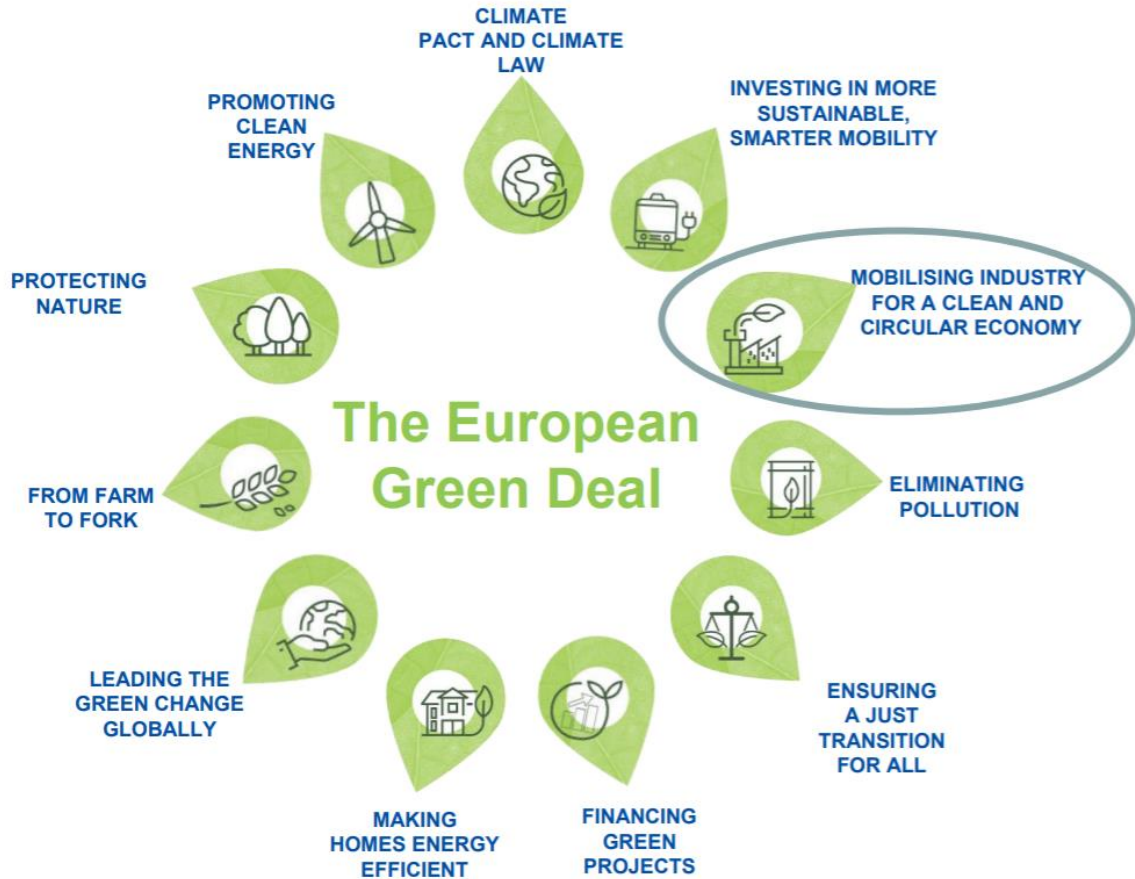 CLIMATE
PACT AND CLIMATE
LAW
INVESTING IN MORE
SUSTAINABLE,
SMARTER MOBILITY
MOBILISING INDUSTRY
FOR A CLEAN AND
CIRCULAR ECONOMY
ELIMINATING
POLLUTION
ENSURING
A JUST
TRANSITION
FOR ALL
FINANCING
GREEN
PROJECTS
MAKING
HOMES ENERGY
EFFICIENT
LEADING THE
GREEN CHANGE
GLOBALLY
FROM FARM
TO FORK
PROTECTING
NATURE
PROMOTING
CLEAN
ENERGY
The European
Green Deal